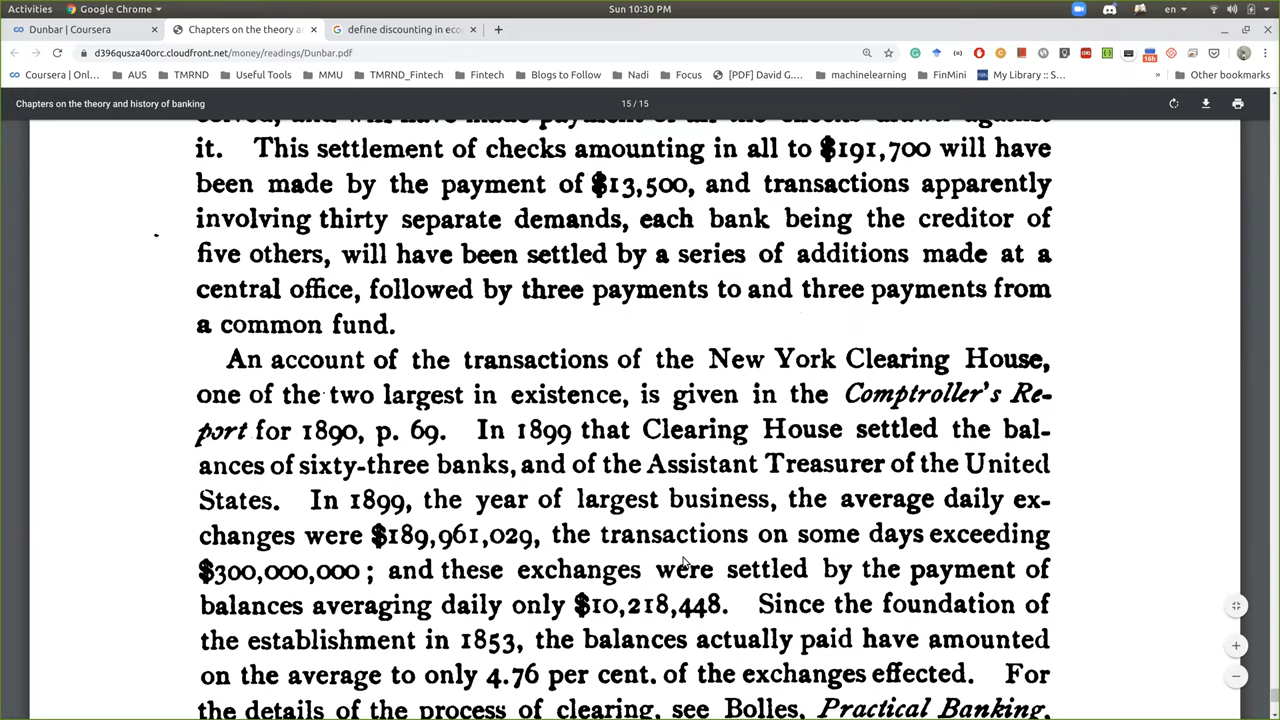 Activities
Google Chrome
Sun 10:30 PM
en
Dunbar | Coursera
Chapters on the theory an
define discounting in eco
d396qusza40orc.cloudfront.net/money/readings/Dunbar.pdf
16h
Coursera | Onl...
AUS
TMRND
Useful Tools
MMU
TMRND_Fintech
Fintech
Blogs to Follow
Nadi
Focus
[PDF] David G....
machinelearning
FinMini
My Library :: S...
»
Other bookmarks
Chapters on the theory and history of banking
15 / 15
it. This settlement of checks amounting in all to $191,700 will have
been made by the payment of $13,500, and transactions apparently
involving thirty separate demands, each bank being the creditor of
five others, will have been settled by a series of additions made at a
central office, followed by three payments to and three payments from
a common fund.
An account of the transactions of the New York Clearing House,
one of the two largest in existence, is given in the Comptroller's Re-
port for 1890, p. 69. In 1899 that Clearing House settled the bal-
ances of sixty-three banks, and of the Assistant Treasurer of the United
States. In 1899, the year of largest business, the average daily ex-
changes were $189,961,029, the transactions on some days exceeding
$300,000,000; and these exchanges were settled by the payment of
balances averaging daily only $10,218,448. Since the foundation of
the establishment in 1853, the balances actually paid have amounted
on the average to only 4.76 per cent. of the exchanges effected. For
the details of the process of clearing, see Bolles, Practical Banking,